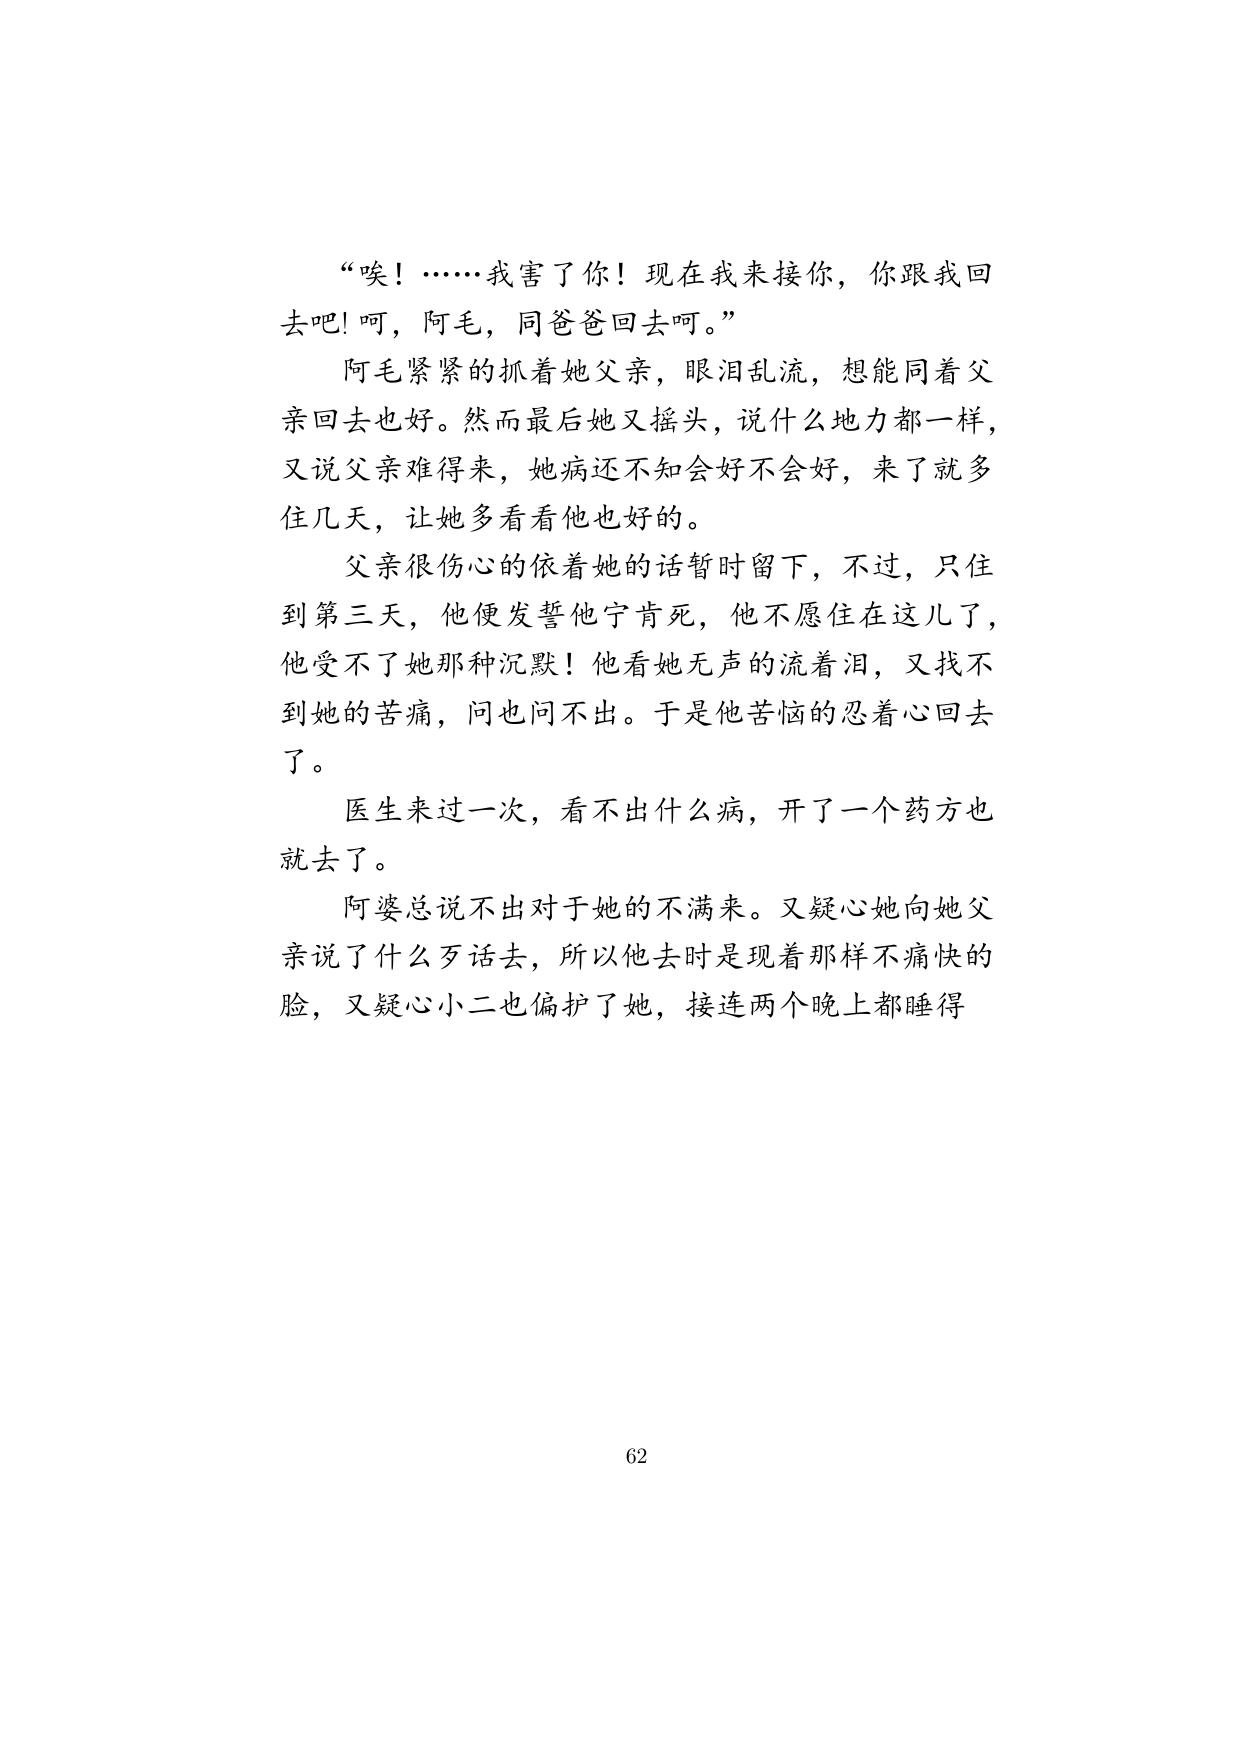 “唉！……我害了你！现在我来接你，你跟我回
去吧！呵，阿毛，同爸爸回去呵。”
阿毛紧紧的抓着她父亲，眼泪乱流，想能同着父
亲回去也好。然而最后她又摇头，说什么地力都一样，
又说父亲难得来，她病还不知会好不会好，来了就多
住几天，让她多看看他也好的。
父亲很伤心的依着她的话暂时留下，不过，只住
到第三天，他便发誓他宁肯死，他不愿住在这儿了，
他受不了她那种沉默！他看她无声的流着泪，又找不
到她的苦痛，问也问不出。于是他苦恼的忍着心回去
了。
医生来过一次，看不出什么病，开了一个药方也
就去了。
阿婆总说不出对于她的不满来。又疑心她向她父
亲说了什么歹话去，所以他去时是现着那样不痛快的
脸，又疑心小二也偏护了她，接连两个晚上都睡得
62